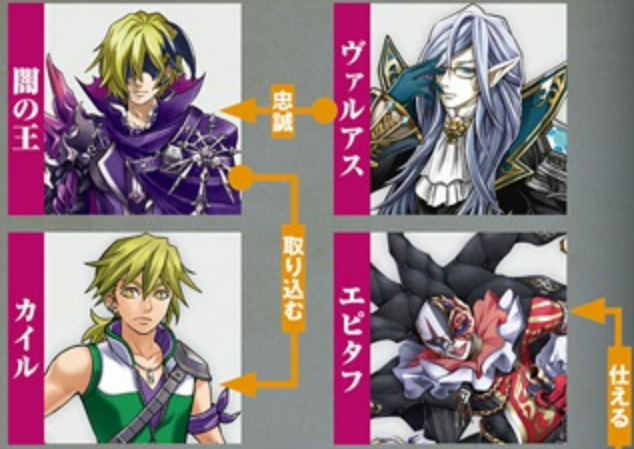 闇の王
忠誠
ヴァルアス
取り込む
カイル
エピタフ
仕える